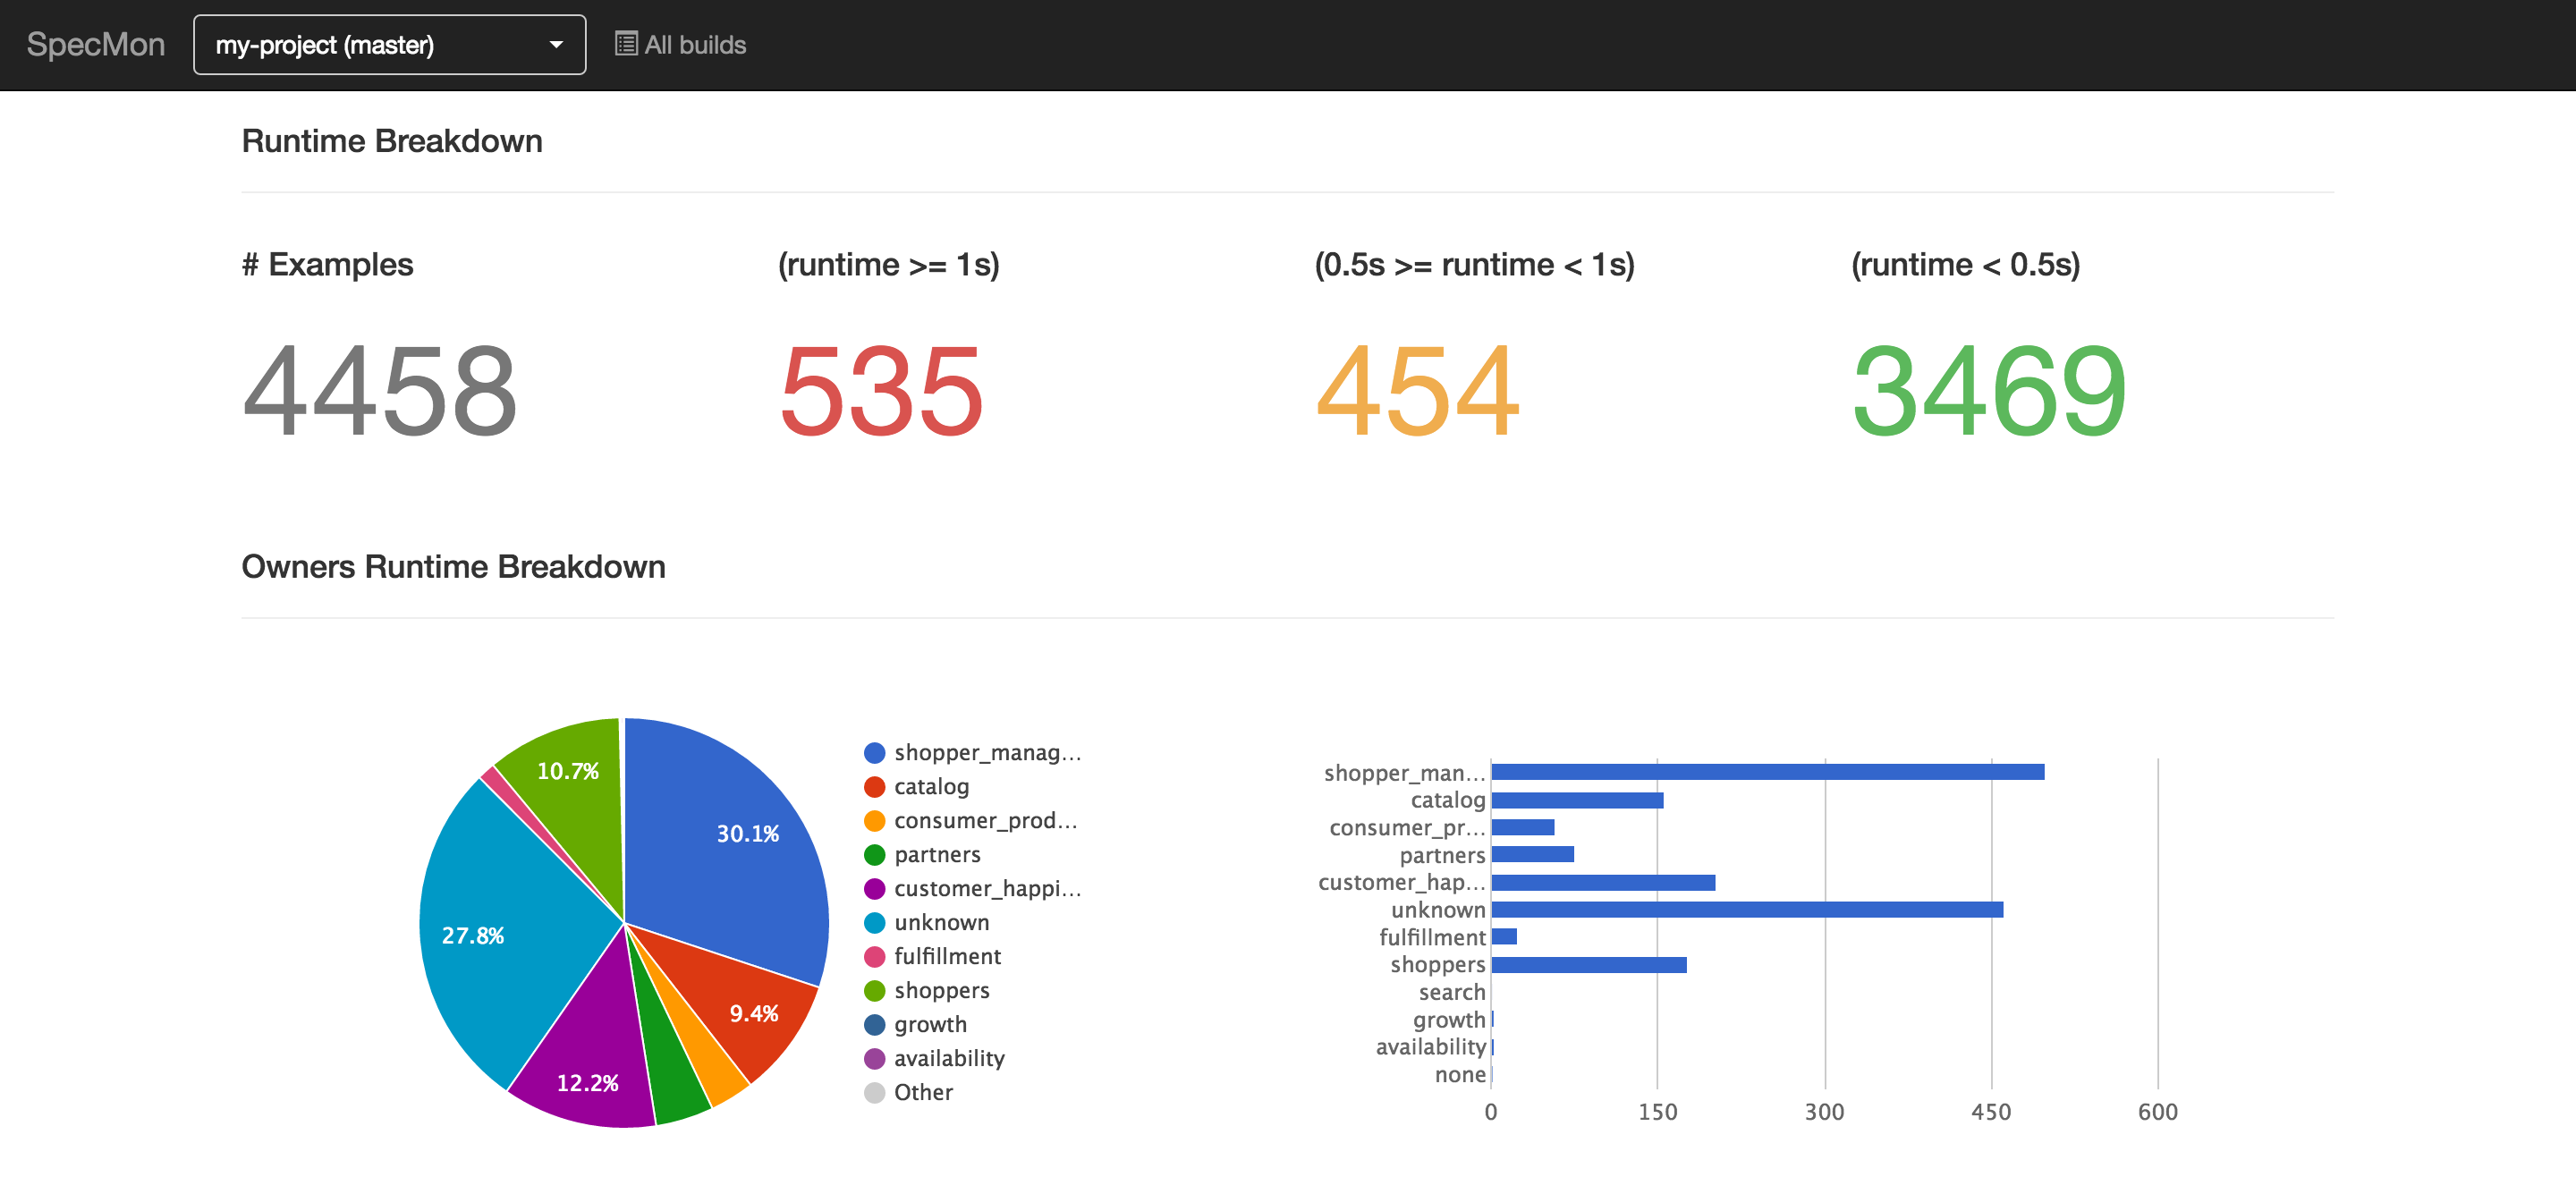 SpecMon my-project (master) All builds
Runtime Breakdown
# Examples
4458
(runtime >= 1s)
535
(0.5s >= runtime < 1s)
454
(runtime < 0.5s)
3469
Owners Runtime Breakdown
30.1%
9.4%
12.2%
27.8%
10.7%
shopper_manag...
catalog
consumer_prod...
partners
customer_happi...
unknown
fulfillment
shoppers
growth
availability
Other
shopper_man...
catalog
consumer_pr...
partners
customer_hap...
unknown
fulfillment
shoppers
search
growth
availability
none
0 150 300 450 600